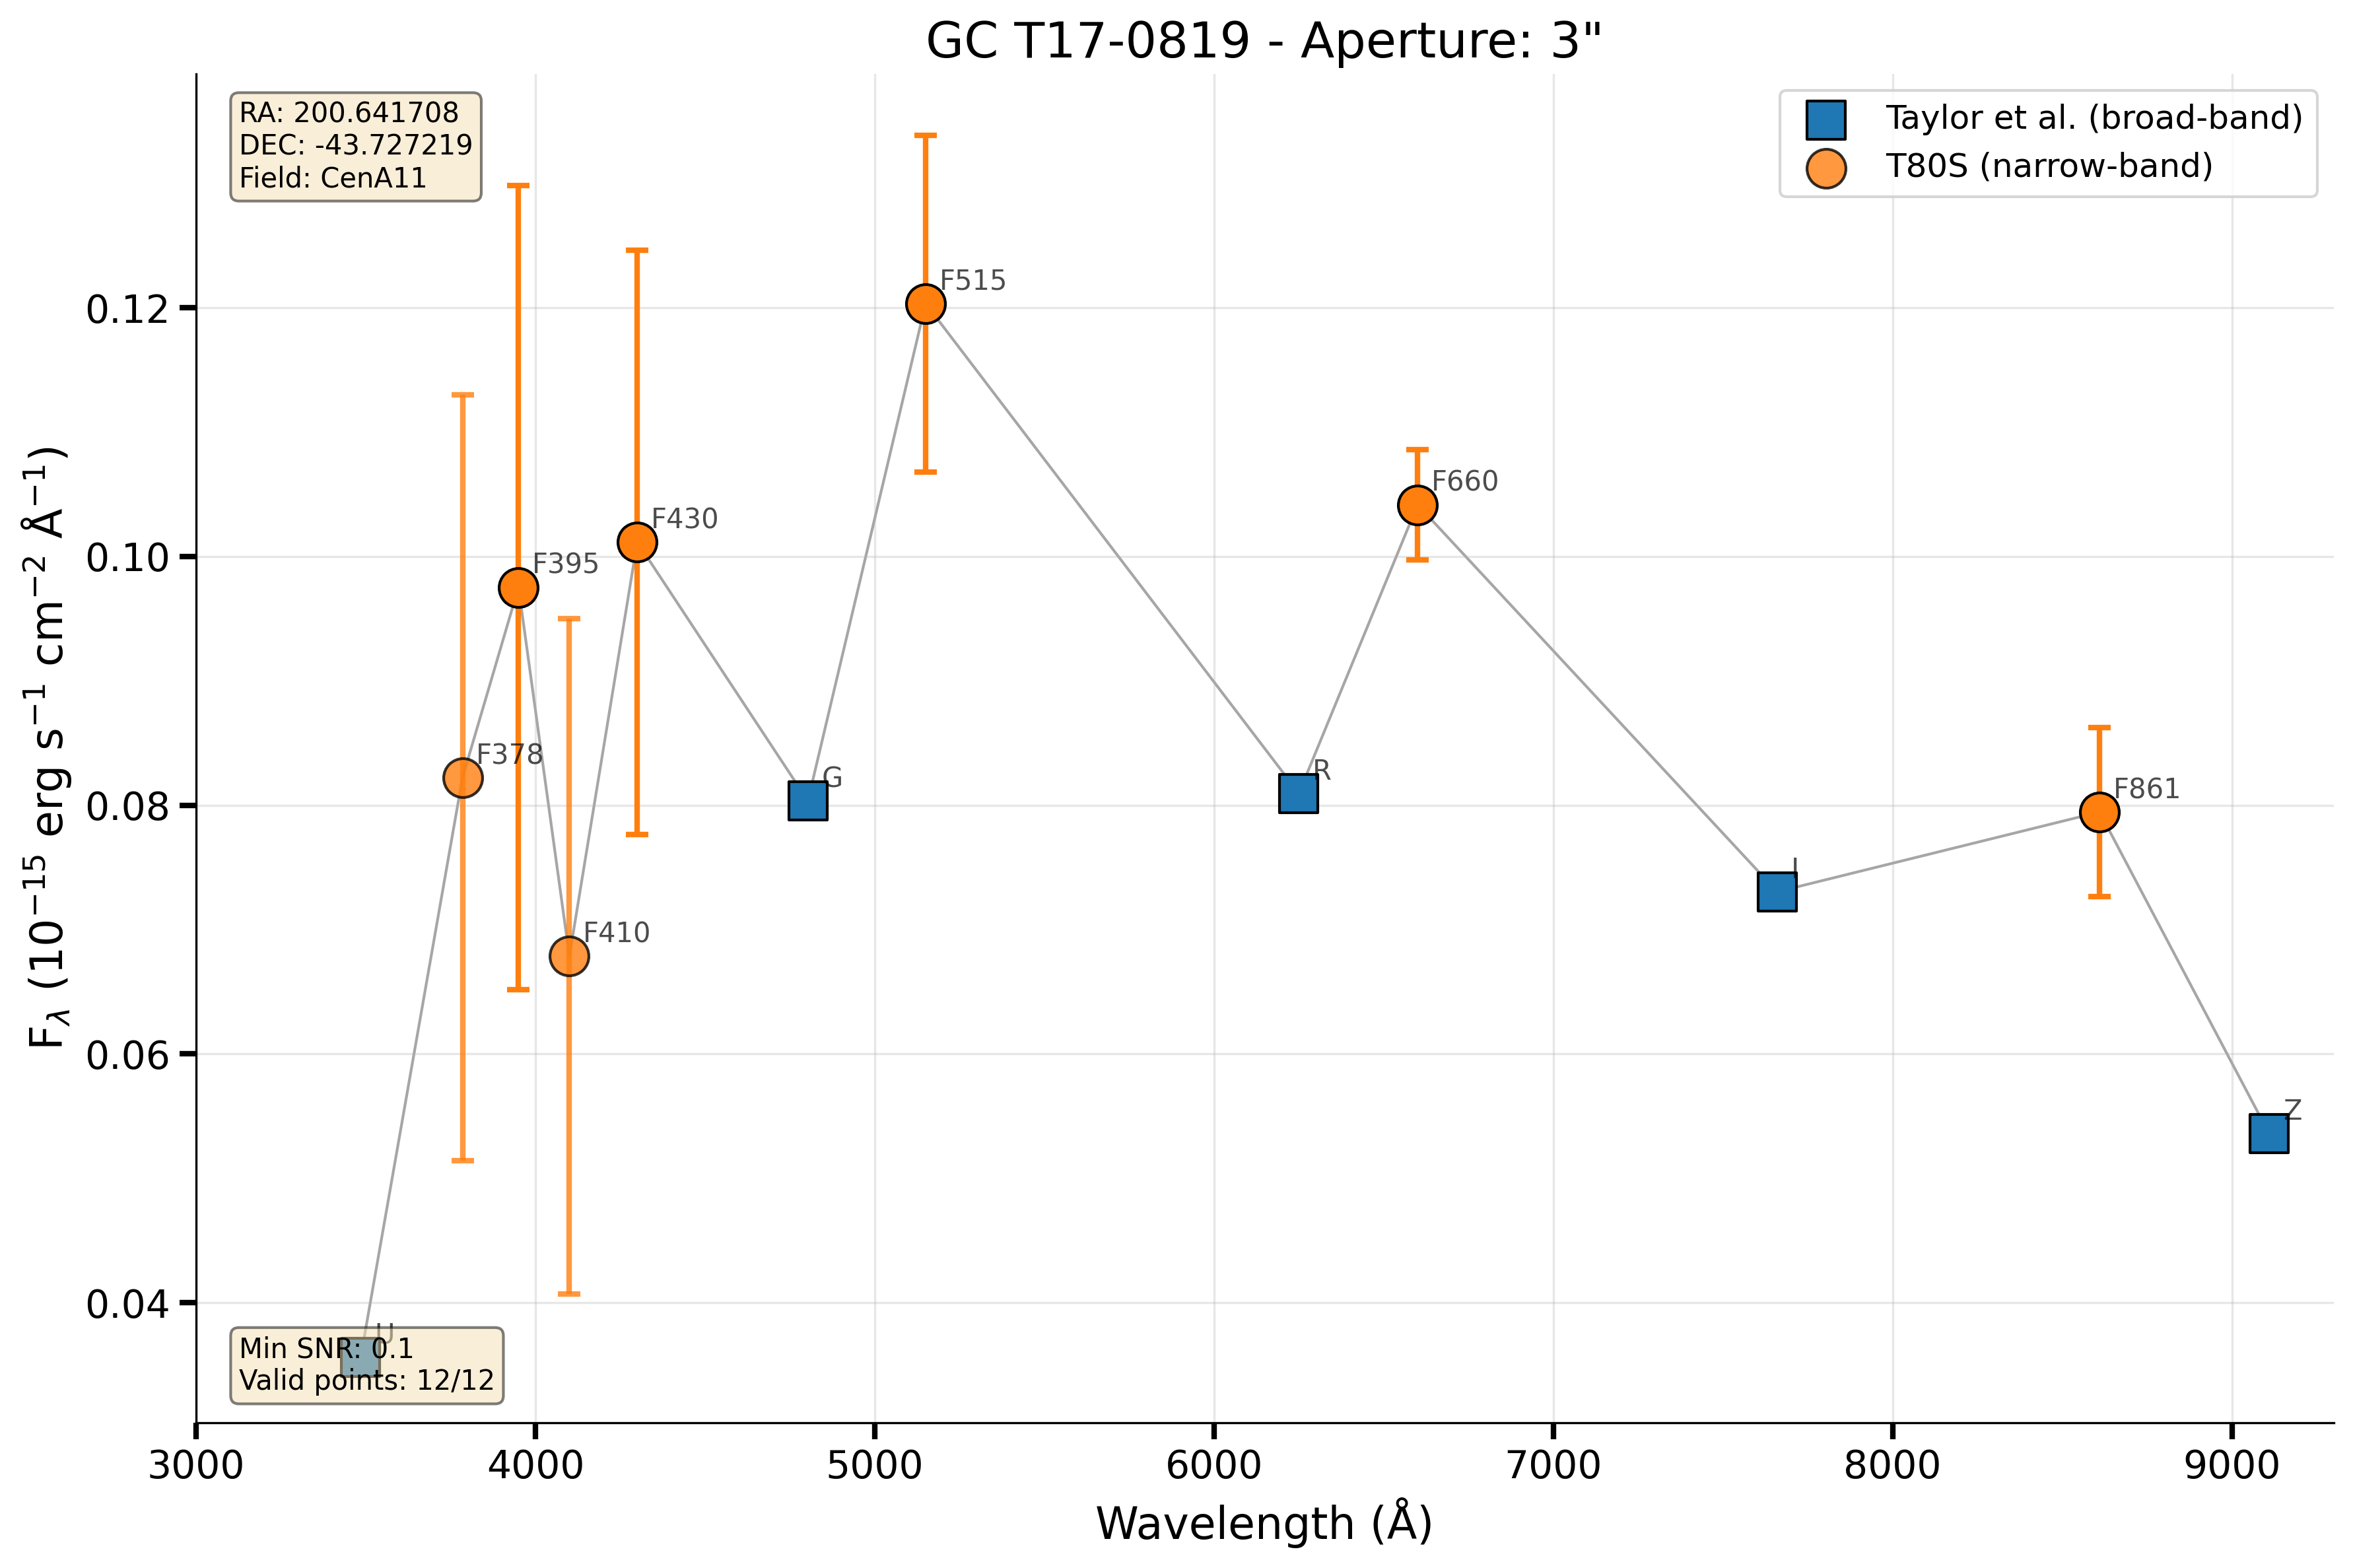 GC T17-0819 - Aperture: 3"
RA: 200.641708
DEC: -43.727219
Field: CenA11
Taylor et al. (broad-band)
T80S (narrow-band)
F515
F660
F430
F395
F378
G
R
F861
I
F410
Z
U
Min SNR: 0.1
Valid points: 12/12
0.12
0.10
0.08
0.06
0.04
F_λ (10⁻¹⁵ erg s⁻¹ cm⁻² Å⁻¹)
3000 4000 5000 6000 7000 8000 9000
Wavelength (Å)